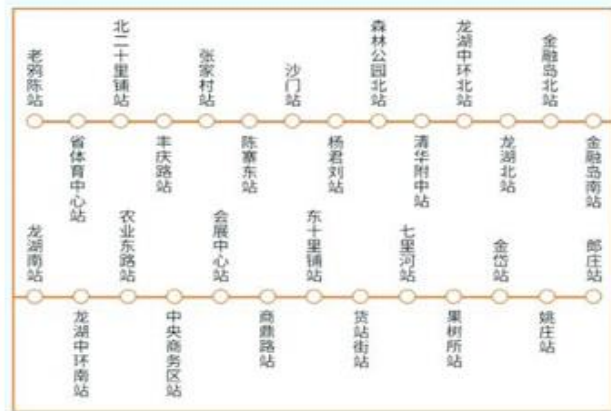 老鸦陈站
省体育中心站
北二十里铺站
丰庆路站
张家村站
陈寨东站
沙门站
杨君刘站
森林公园北站
清华附中站
龙湖中环北站
龙湖北站
金融岛北站
金融岛南站
龙湖南站
龙湖中环南站
农业东路站
中央商务区站
会展中心站
商鼎路站
东十里铺站
货站街站
七里河站
果树所站
金岱站
姚庄站
郎庄站